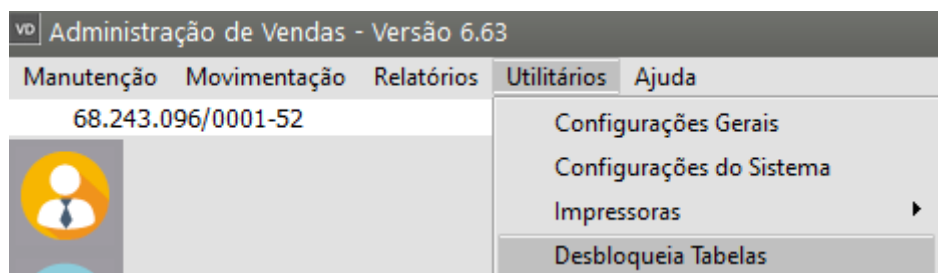 VD Administração de Vendas - Versão 6.63
Manutenção Movimentação Relatórios Utilitários Ajuda
68.243.096/0001-52
Configurações Gerais
Configurações do Sistema
Impressoras
Desbloqueia Tabelas